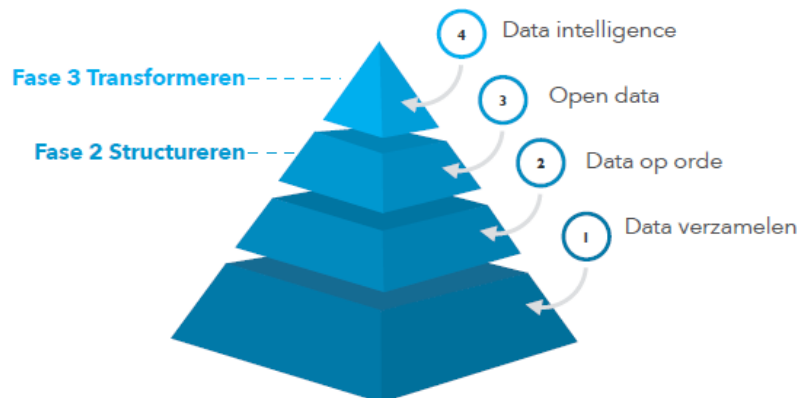 4 Data intelligence
Fase 3 Transformeren
3 Open data
Fase 2 Structureren
2 Data op orde
1 Data verzamelen